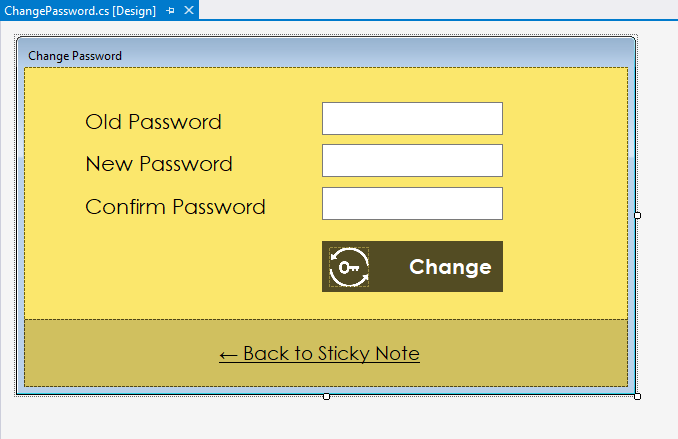 ChangePassword.cs [Design]
Change Password
Old Password
New Password
Confirm Password
Change
← Back to Sticky Note